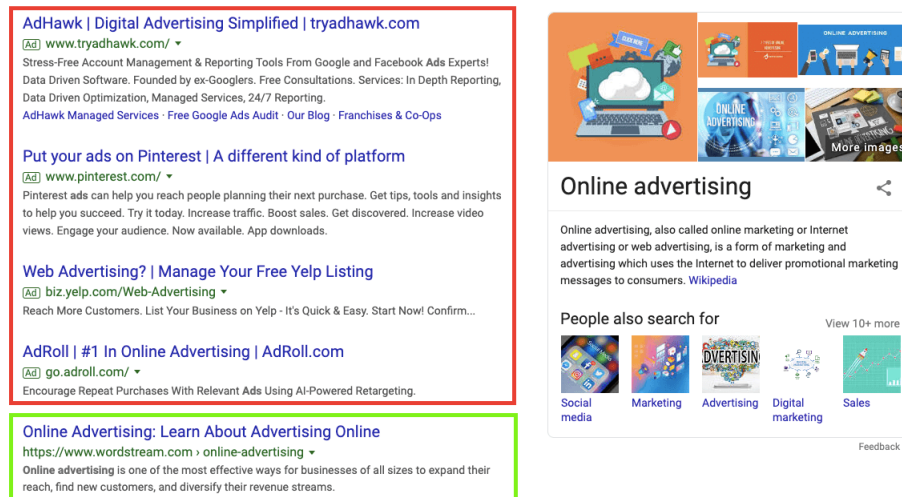 AdHawk | Digital Advertising Simplified | tryadhawk.com
Ad www.tryadhawk.com/
Stress-Free Account Management & Reporting Tools From Google and Facebook Ads Experts!
Data Driven Software. Founded by ex-Googlers. Free Consultations. Services: In Depth Reporting,
Data Driven Optimization, Managed Services, 24/7 Reporting.
AdHawk Managed Services · Free Google Ads Audit · Our Blog · Franchises & Co-Ops
Put your ads on Pinterest | A different kind of platform
Ad www.pinterest.com/
Pinterest ads can help you reach people planning their next purchase. Get tips, tools and insights
to help you succeed. Try it today. Increase traffic. Boost sales. Get discovered. Increase video
views. Engage your audience. Now available. App downloads.
Web Advertising? | Manage Your Free Yelp Listing
Ad biz.yelp.com/Web-Advertising
Reach More Customers. List Your Business on Yelp - It's Quick & Easy. Start Now! Confirm...
AdRoll | #1 In Online Advertising | AdRoll.com
Ad go.adroll.com/
Encourage Repeat Purchases With Relevant Ads Using AI-Powered Retargeting.
Online Advertising: Learn About Advertising Online
https://www.wordstream.com › online-advertising
Online advertising is one of the most effective ways for businesses of all sizes to expand their
reach, find new customers, and diversify their revenue streams.
CLICK NOW
ONLINE ADVERTISING
ONLINE
ADVERTISING
More images
Online advertising
Online advertising, also called online marketing or Internet
advertising or web advertising, is a form of marketing and
advertising which uses the Internet to deliver promotional marketing
messages to consumers. Wikipedia
People also search for
View 10+ more
ADVERTISIN
Social
media
Marketing
Advertising
Digital
marketing
Sales
Feedback